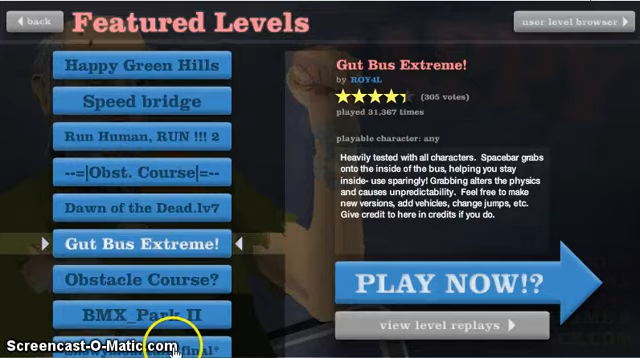 back
Featured Levels
user level browser
Happy Green Hills
Speed bridge
Run Human, RUN !!! 2
--=|Obst. Course|=--
Dawn of the Dead.lv7
Gut Bus Extreme!
Obstacle Course?
BMX_Park II
Gut Bus Extreme!
by ROY4L
(305 votes)
played 31,367 times
playable character: any
Heavily tested with all characters. Spacebar grabs
onto the inside of the bus, helping you stay
inside- use sparingly! Grabbing alters the physics
and causes unpredictability. Feel free to make
new versions, add vehicles, change jumps, etc.
Give credit to here in credits if you do.
PLAY NOW!?
view level replays
Screencast-O-Matic.com